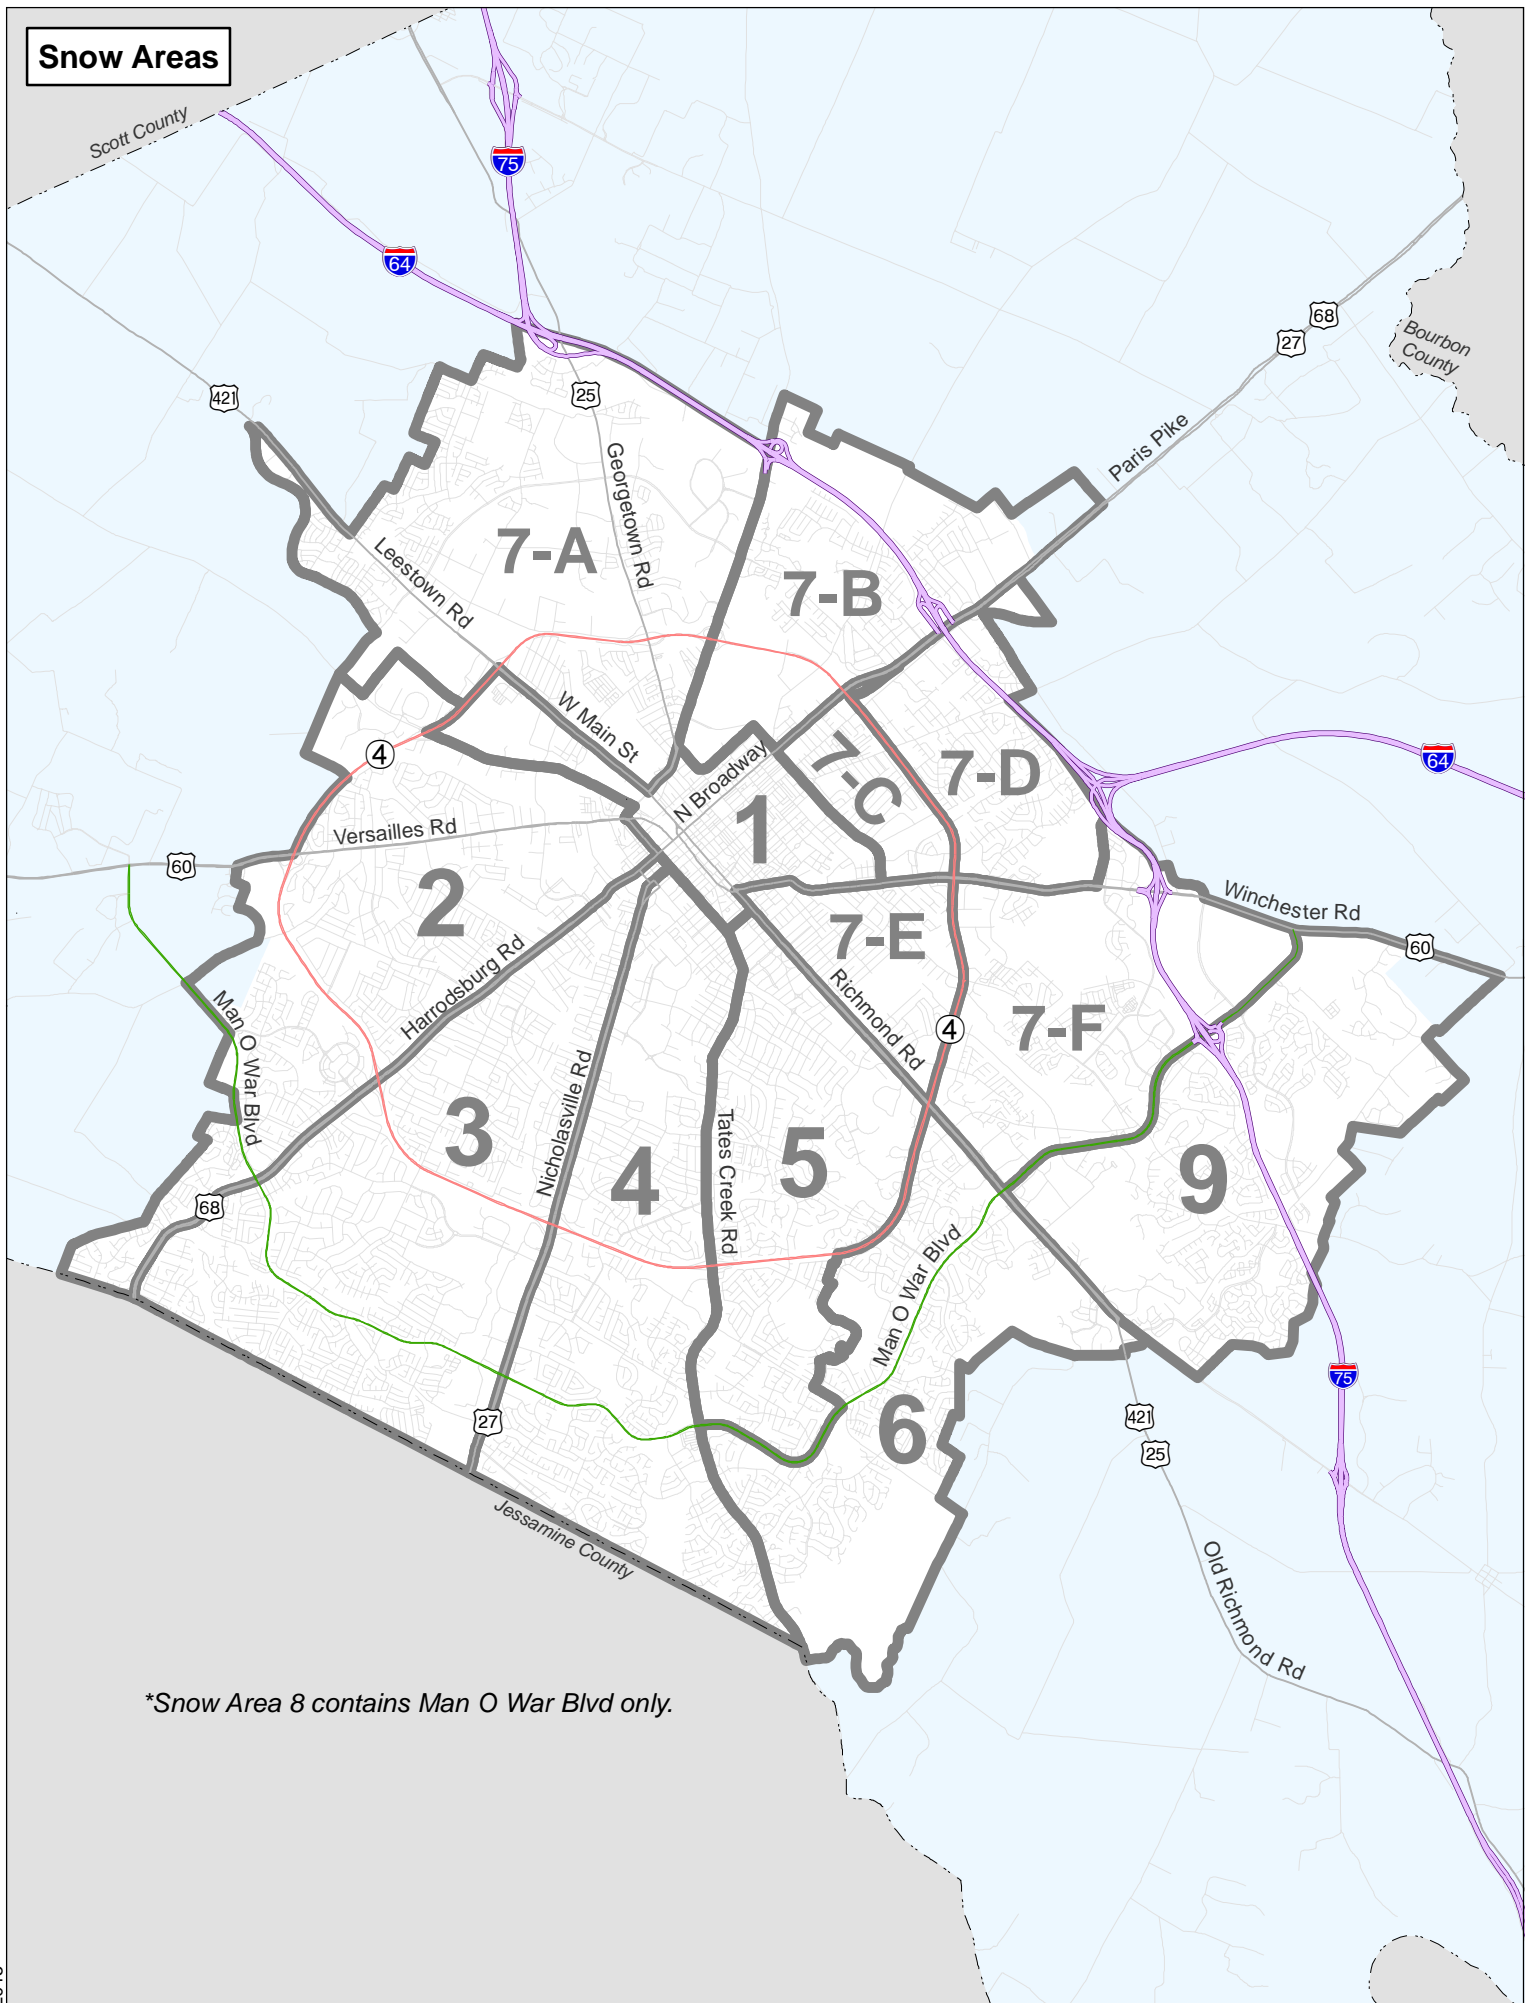 Snow Areas
Scott County
75
64
68
27
Bourbon
County
421
25
Paris Pike
Georgetown Rd
7-A
Leestown Rd
7-B
W Main St
4
7-C
7-D
64
N Broadway
1
Versailles Rd
60
2
Winchester Rd
60
7-E
Harrodsburg Rd
Richmond Rd
Man O War Blvd
7-F
4
Nicholasville Rd
3
Tates Creek Rd
5
4
9
68
Man O War Blvd
75
27
6
421
25
Jessamine County
Old Richmond Rd
*Snow Area 8 contains Man O War Blvd only.